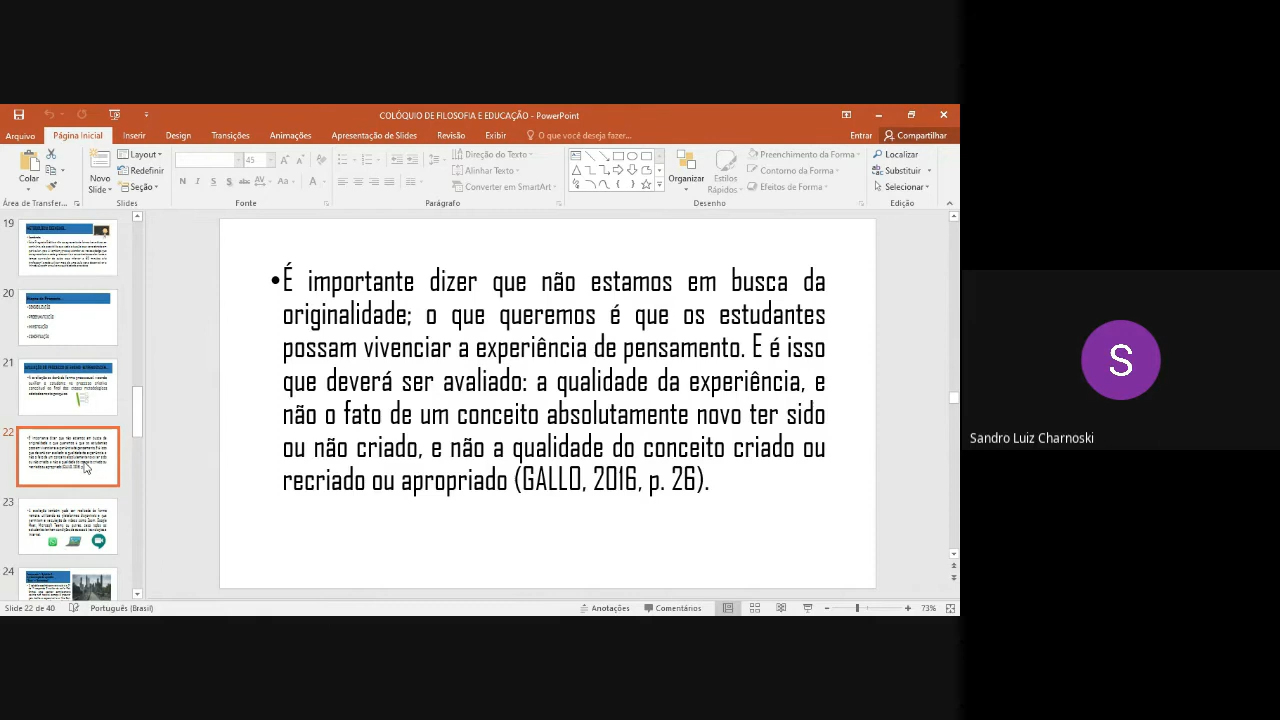 COLÓQUIO DE FILOSOFIA E EDUCAÇÃO - PowerPoint
Arquivo Página Inicial Inserir Design Transições Animações Apresentação de Slides Revisão Exibir O que você deseja fazer... Entrar Compartilhar
Colar
Novo Slide
Layout
Redefinir
Seção
45
N I S S abc AV Aa A
Direção do Texto
Alinhar Texto
Converter em SmartArt
Organizar
Estilos Rápidos
Preenchimento da Forma
Contorno da Forma
Efeitos de Forma
Localizar
Substituir
Selecionar
Área de Transfer... Slides Fonte Parágrafo Desenho Edição
19
20
21
22
23
24
•É importante dizer que não estamos em busca da
originalidade; o que queremos é que os estudantes
possam vivenciar a experiência de pensamento. E é isso
que deverá ser avaliado: a qualidade da experiência, e
não o fato de um conceito absolutamente novo ter sido
ou não criado, e não a qualidade do conceito criado ou
recriado ou apropriado (GALLO, 2016, p. 26).
S
Sandro Luiz Charnoski
Slide 22 de 40 Português (Brasil) Anotações Comentários 73%